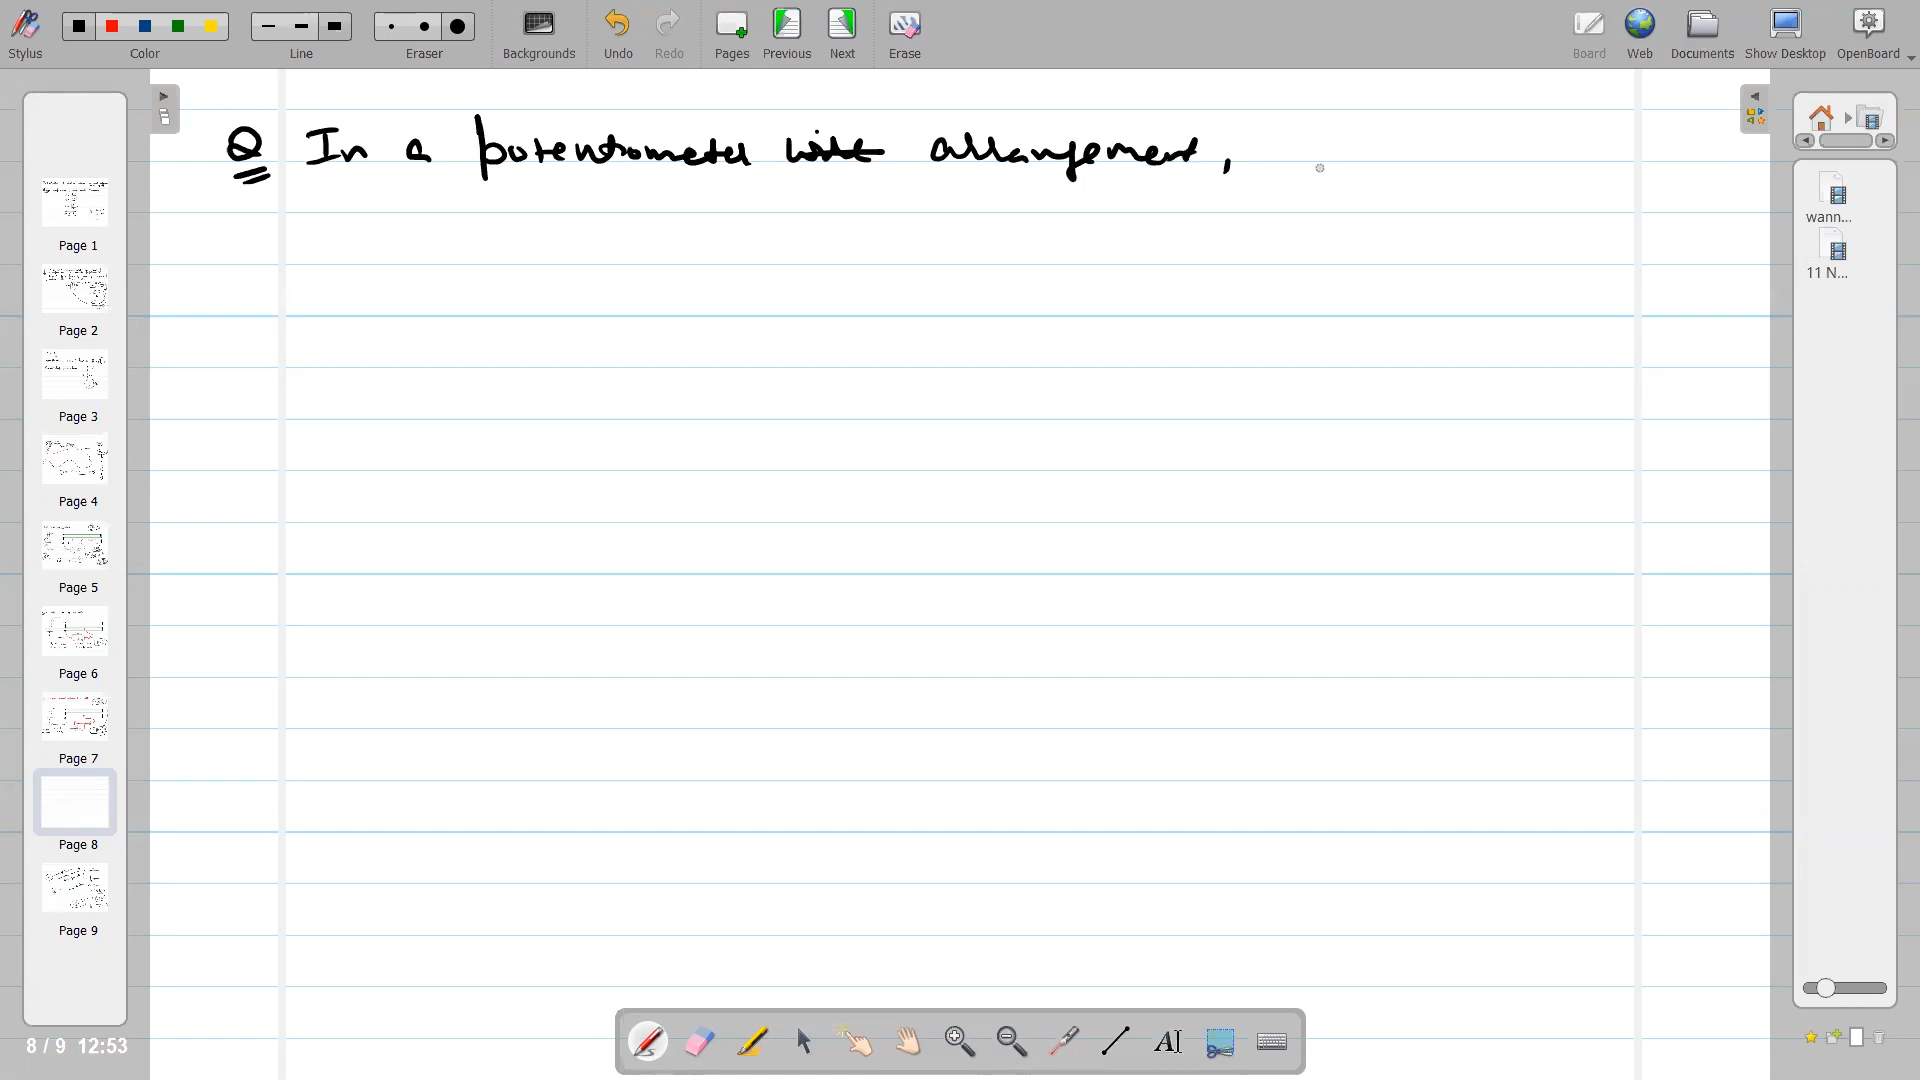 Stylus
Color
Line
Eraser
Backgrounds
Undo
Redo
Pages
Previous
Next
Erase
Board
Web
Documents
Show Desktop
OpenBoard
Q In a potentiometer arrangement,
Page 1
Page 2
Page 3
Page 4
Page 5
Page 6
Page 7
Page 8
Page 9
8 / 9 12:53
wann...
11 N...